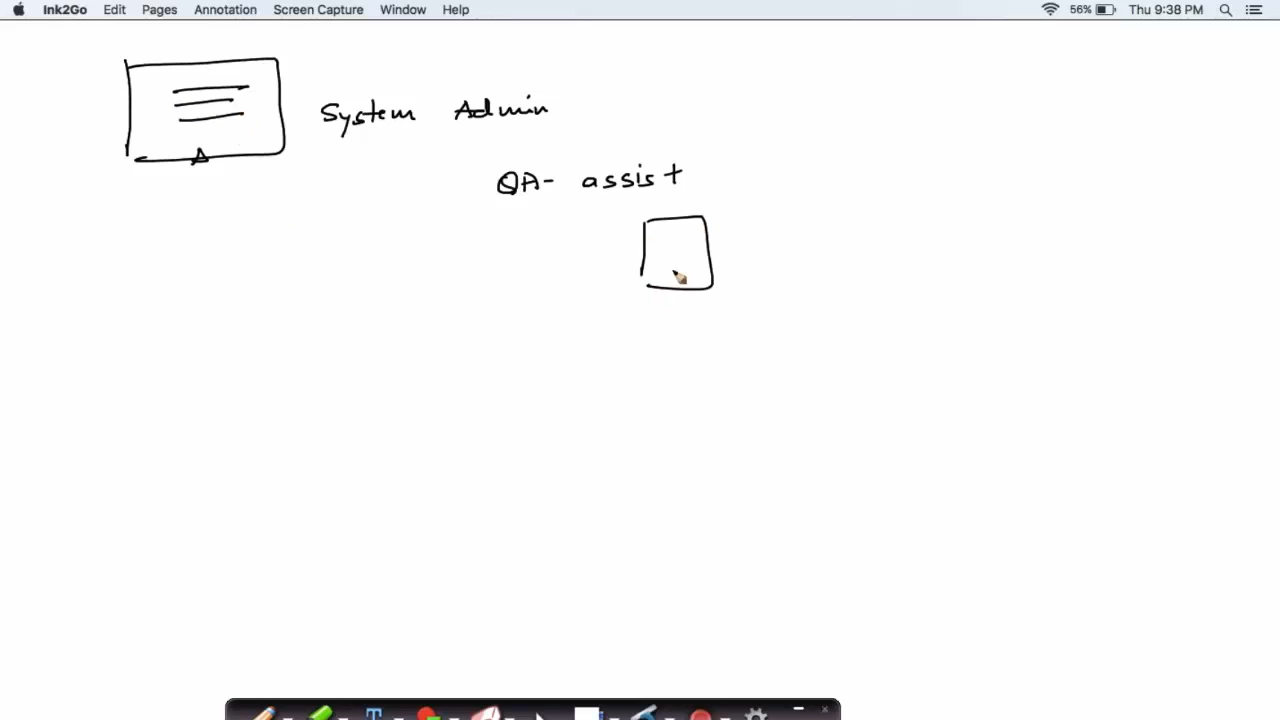 Ink2Go Edit Pages Annotation Screen Capture Window Help 56% Thu 9:38 PM
System Admin
QA- assist